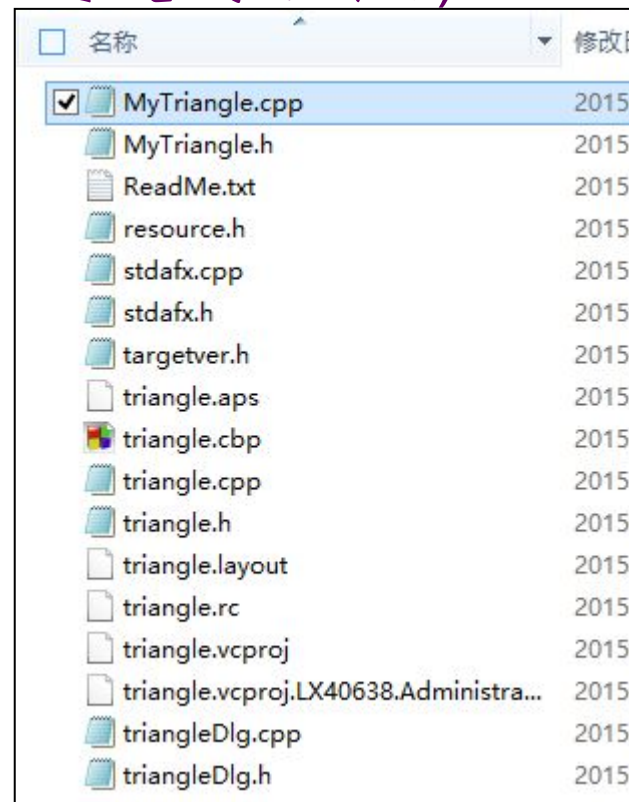 名称 修改
MyTriangle.cpp 2015
MyTriangle.h 2015
ReadMe.txt 2015
resource.h 2015
stdafx.cpp 2015
stdafx.h 2015
targetver.h 2015
triangle.aps 2015
triangle.cbp 2015
triangle.cpp 2015
triangle.h 2015
triangle.layout 2015
triangle.rc 2015
triangle.vcproj 2015
triangle.vcproj.LX40638.Administra... 2015
triangleDlg.cpp 2015
triangleDlg.h 2015